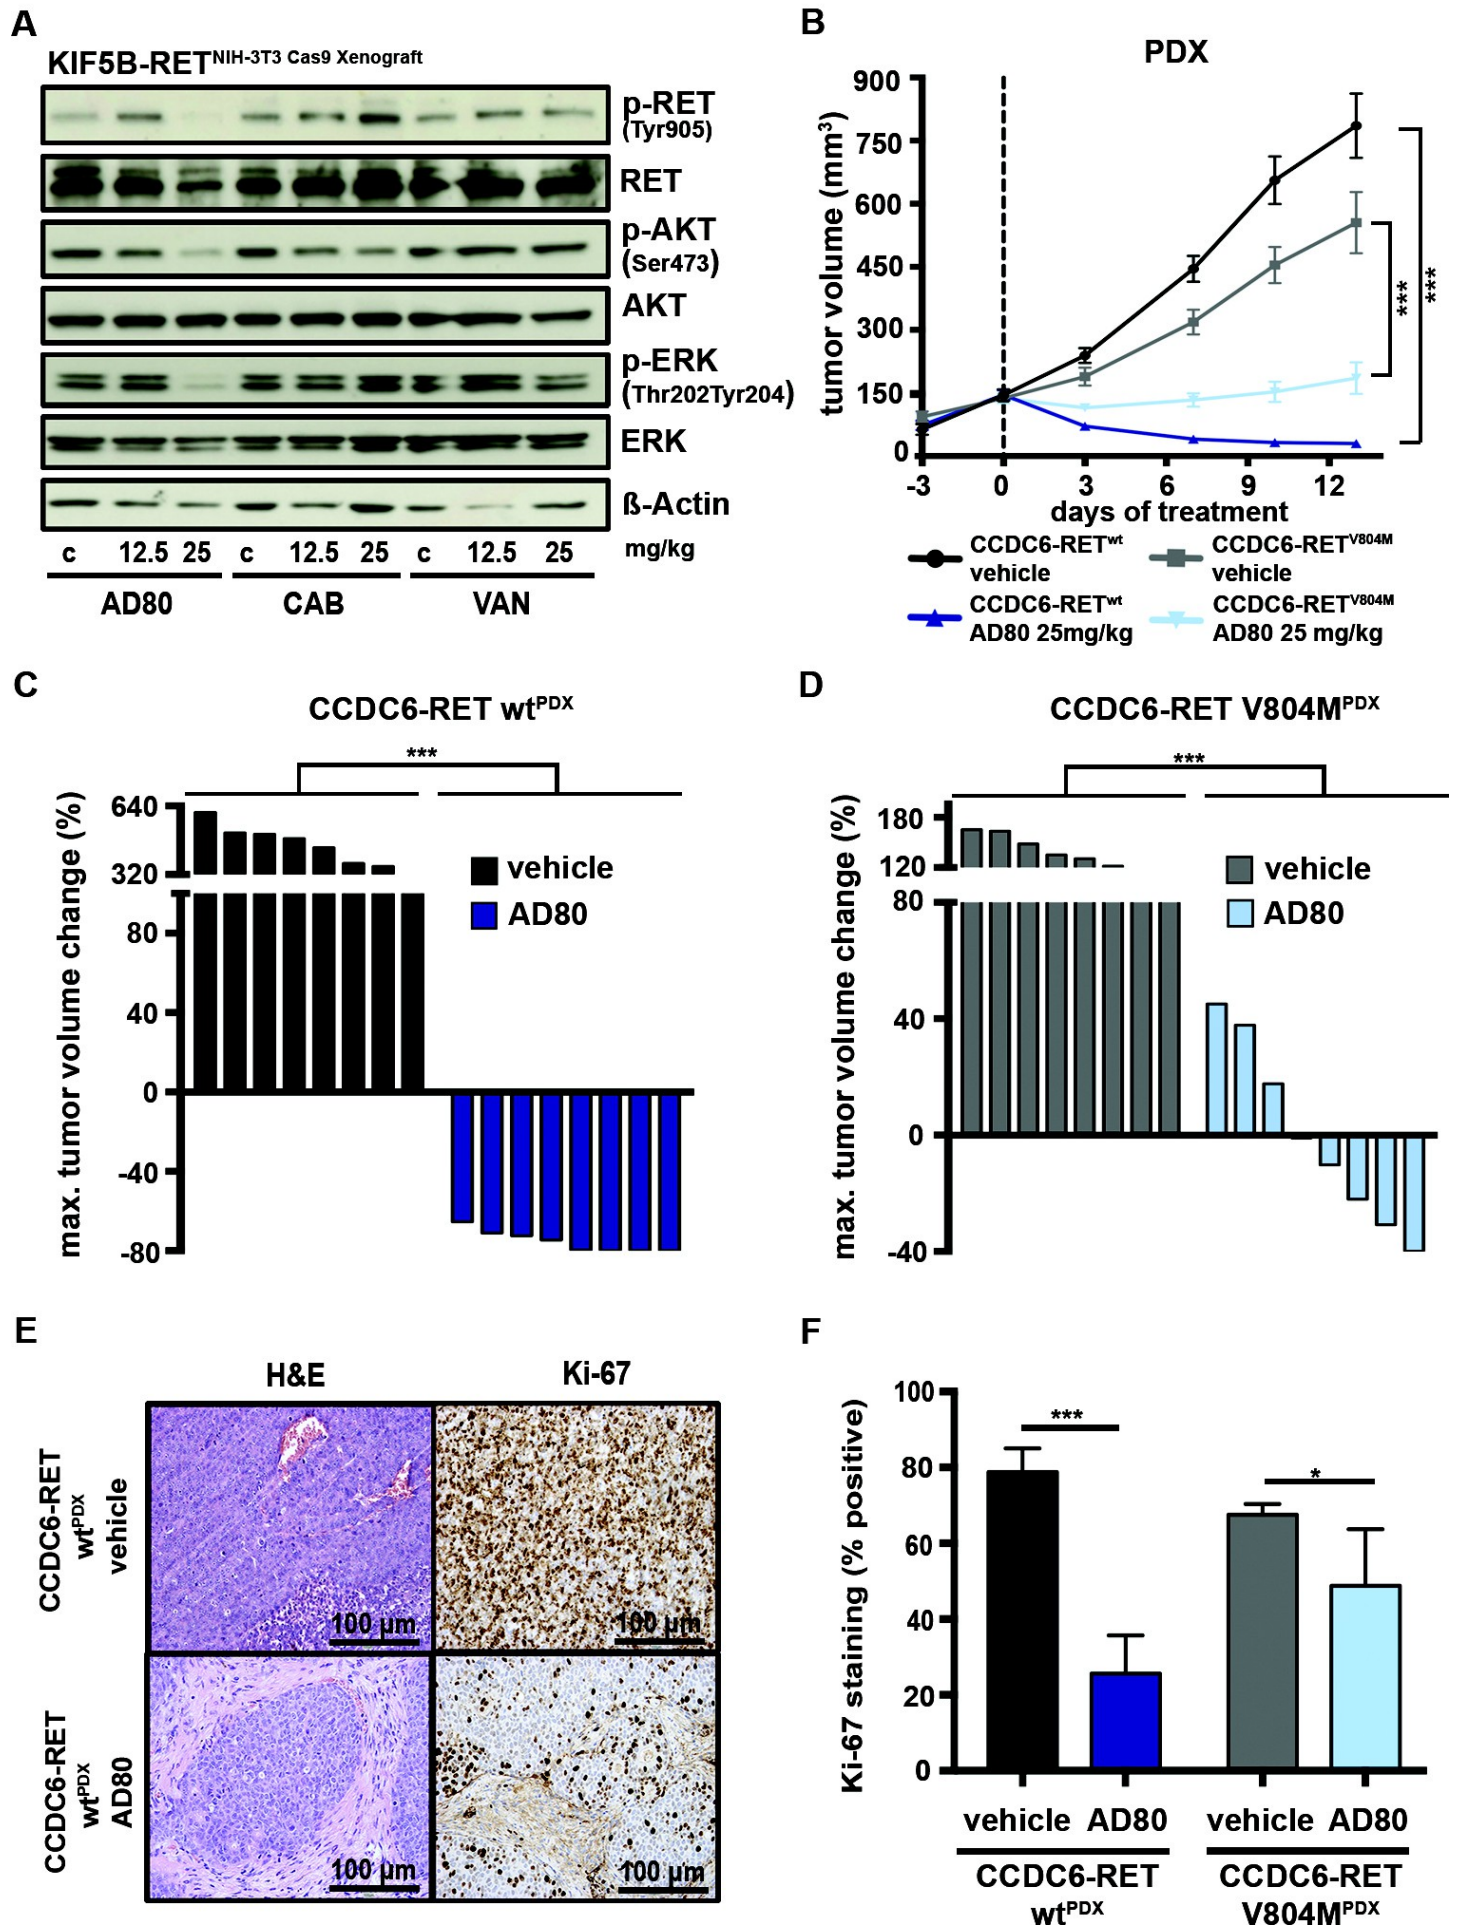 A
KIF5B-RET NIH-3T3 Cas9 Xenograft
p-RET
(Tyr905)
RET
p-AKT
(Ser473)
AKT
p-ERK
(Thr202Tyr204)
ERK
ß-Actin
c 12.5 25 c 12.5 25 c 12.5 25 mg/kg
AD80 CAB VAN
B
PDX
tumor volume (mm³)
900
750
600
450
300
150
0
-3 0 3 6 9 12
days of treatment
***
***
CCDC6-RETwt
vehicle
CCDC6-RETV804M
vehicle
CCDC6-RETwt
AD80 25mg/kg
CCDC6-RETV804M
AD80 25 mg/kg
C
CCDC6-RET wtPDX
***
max. tumor volume change (%)
640
320
80
40
0
-40
-80
vehicle
AD80
D
CCDC6-RET V804MPDX
***
max. tumor volume change (%)
180
120
80
40
0
-40
vehicle
AD80
E
H&E Ki-67
CCDC6-RET
wtPDX
vehicle
100 µm 100 µm
CCDC6-RET
wtPDX
AD80
100 µm 100 µm
F
Ki-67 staining (% positive)
100
80
60
40
20
0
***
*
vehicle AD80 vehicle AD80
CCDC6-RET
wtPDX
CCDC6-RET
V804MPDX